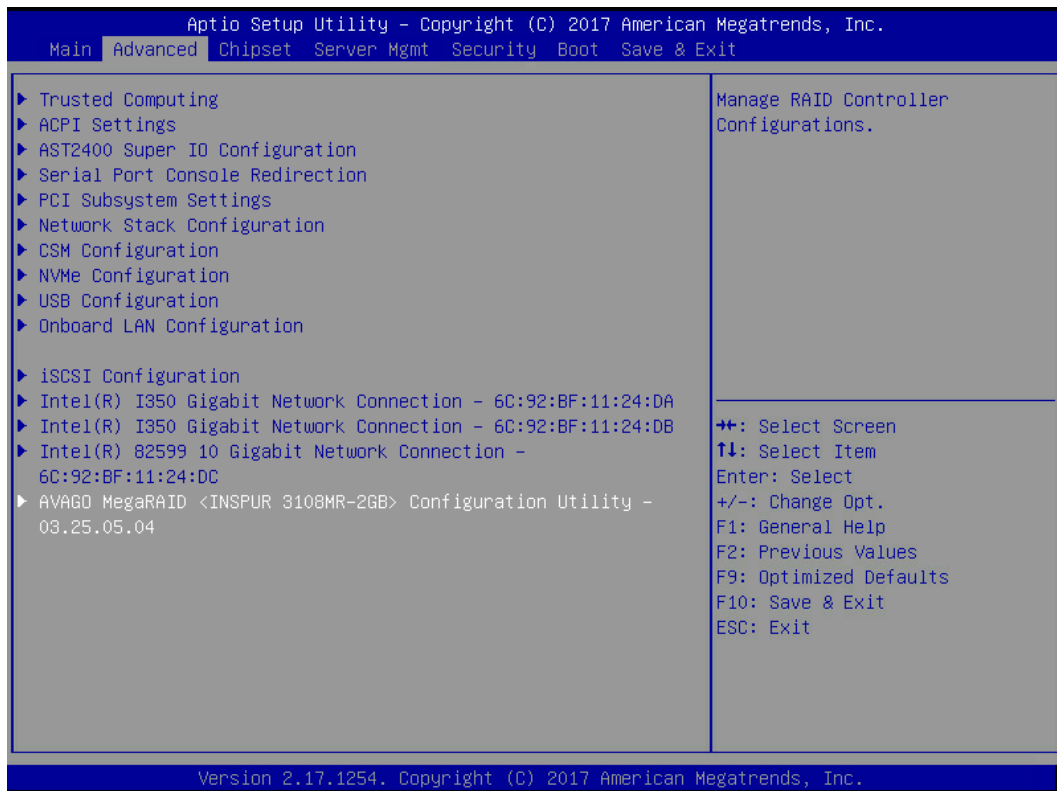 Aptio Setup Utility – Copyright (C) 2017 American Megatrends, Inc.
Main Advanced Chipset Server Mgmt Security Boot Save & Exit
▶ Trusted Computing
▶ ACPI Settings
▶ AST2400 Super IO Configuration
▶ Serial Port Console Redirection
▶ PCI Subsystem Settings
▶ Network Stack Configuration
▶ CSM Configuration
▶ NVMe Configuration
▶ USB Configuration
▶ Onboard LAN Configuration
▶ iSCSI Configuration
▶ Intel(R) I350 Gigabit Network Connection – 6C:92:BF:11:24:DA
▶ Intel(R) I350 Gigabit Network Connection – 6C:92:BF:11:24:DB
▶ Intel(R) 82599 10 Gigabit Network Connection –
6C:92:BF:11:24:DC
▶ AVAGO MegaRAID <INSPUR 3108MR-2GB> Configuration Utility –
03.25.05.04
Manage RAID Controller
Configurations.
→←: Select Screen
↑↓: Select Item
Enter: Select
+/-: Change Opt.
F1: General Help
F2: Previous Values
F9: Optimized Defaults
F10: Save & Exit
ESC: Exit
Version 2.17.1254. Copyright (C) 2017 American Megatrends, Inc.